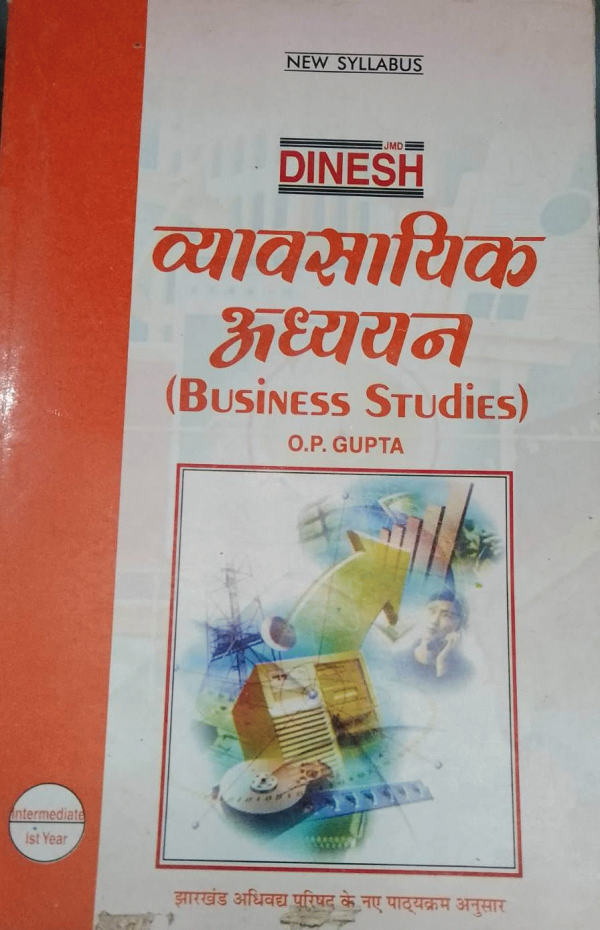 NEW SYLLABUS
JMD
DINESH
व्यावसायिक
अध्ययन
(BUSINESS STUDIES)
O.P. GUPTA
Intermediate
Ist Year
झारखंड अधिवद्य परिषद के नए पाठ्यक्रम अनुसार